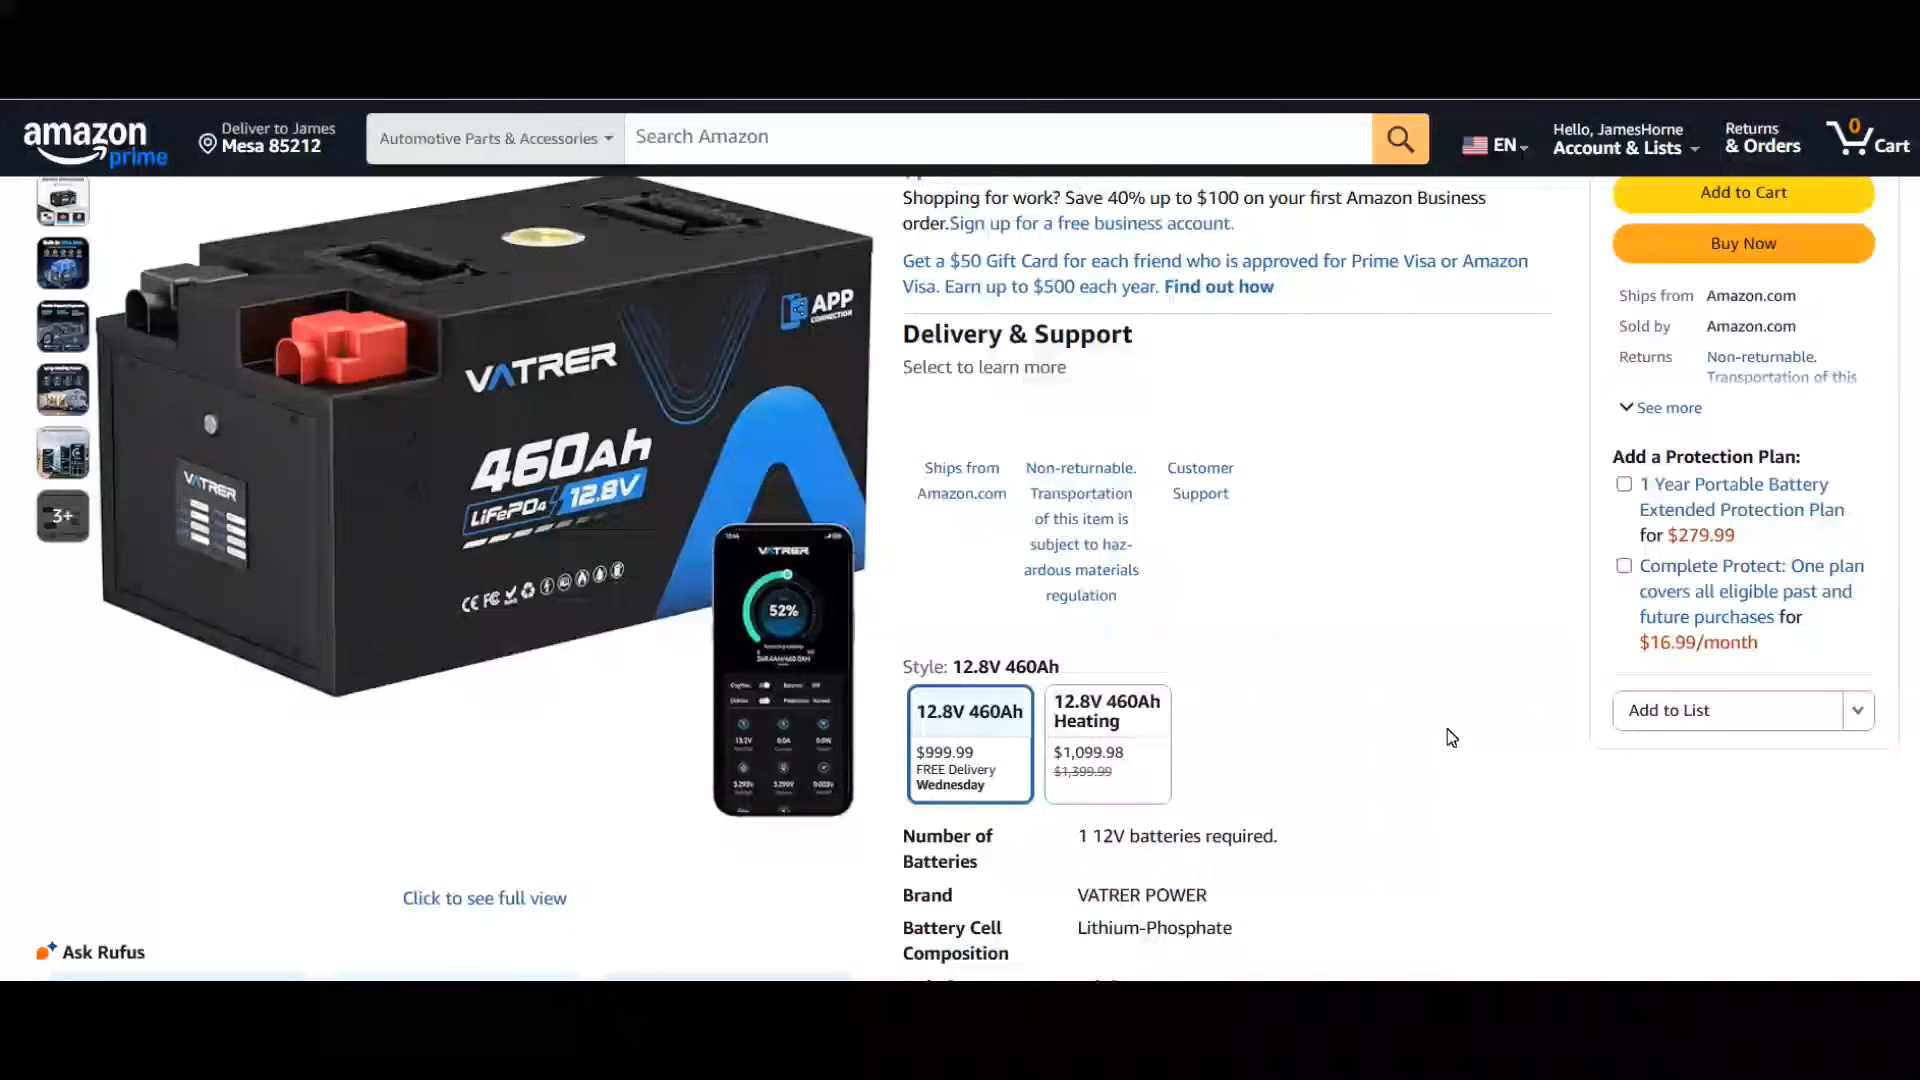 amazon
prime
Deliver to James
Mesa 85212
Automotive Parts & Accessories
Search Amazon
EN
Hello, JamesHorne
Account & Lists
Returns
& Orders
0
Cart
3+
VATRER
APP
CONNECTION
460Ah
LiFePO4
12.8V
VATRER
CE FC
VATRER
52%
Click to see full view
Ask Rufus
Shopping for work? Save 40% up to $100 on your first Amazon Business
order.Sign up for a free business account.
Get a $50 Gift Card for each friend who is approved for Prime Visa or Amazon
Visa. Earn up to $500 each year. Find out how
Delivery & Support
Select to learn more
Ships from
Amazon.com
Non-returnable.
Transportation
of this item is
subject to haz-
ardous materials
regulation
Customer
Support
Style: 12.8V 460Ah
12.8V 460Ah
$999.99
FREE Delivery
Wednesday
12.8V 460Ah
Heating
$1,099.98
$1,399.99
Number of
Batteries
1 12V batteries required.
Brand
VATRER POWER
Battery Cell
Composition
Lithium-Phosphate
Add to Cart
Buy Now
Ships from Amazon.com
Sold by Amazon.com
Returns Non-returnable.
Transportation of this
See more
Add a Protection Plan:
1 Year Portable Battery
Extended Protection Plan
for $279.99
Complete Protect: One plan
covers all eligible past and
future purchases for
$16.99/month
Add to List